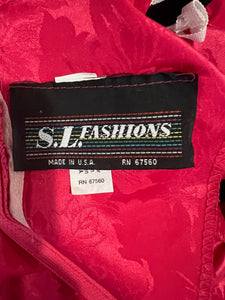 S.L. FASHIONS
MADE IN U.S.A. RN 67560
RN 67560